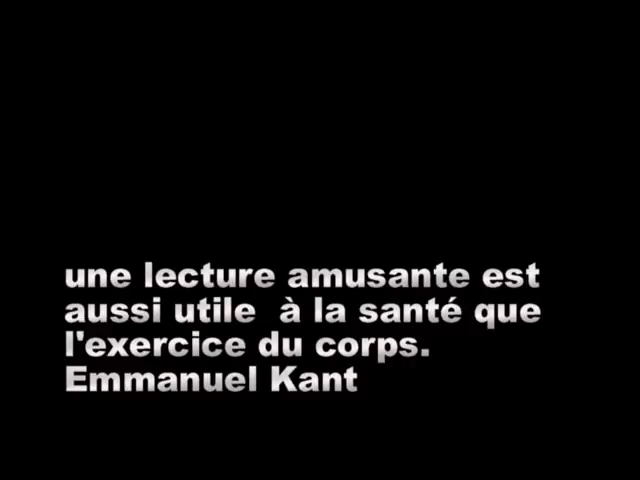 une lecture amusante est
aussi utile  à la santé que
l'exercice du corps.
Emmanuel Kant